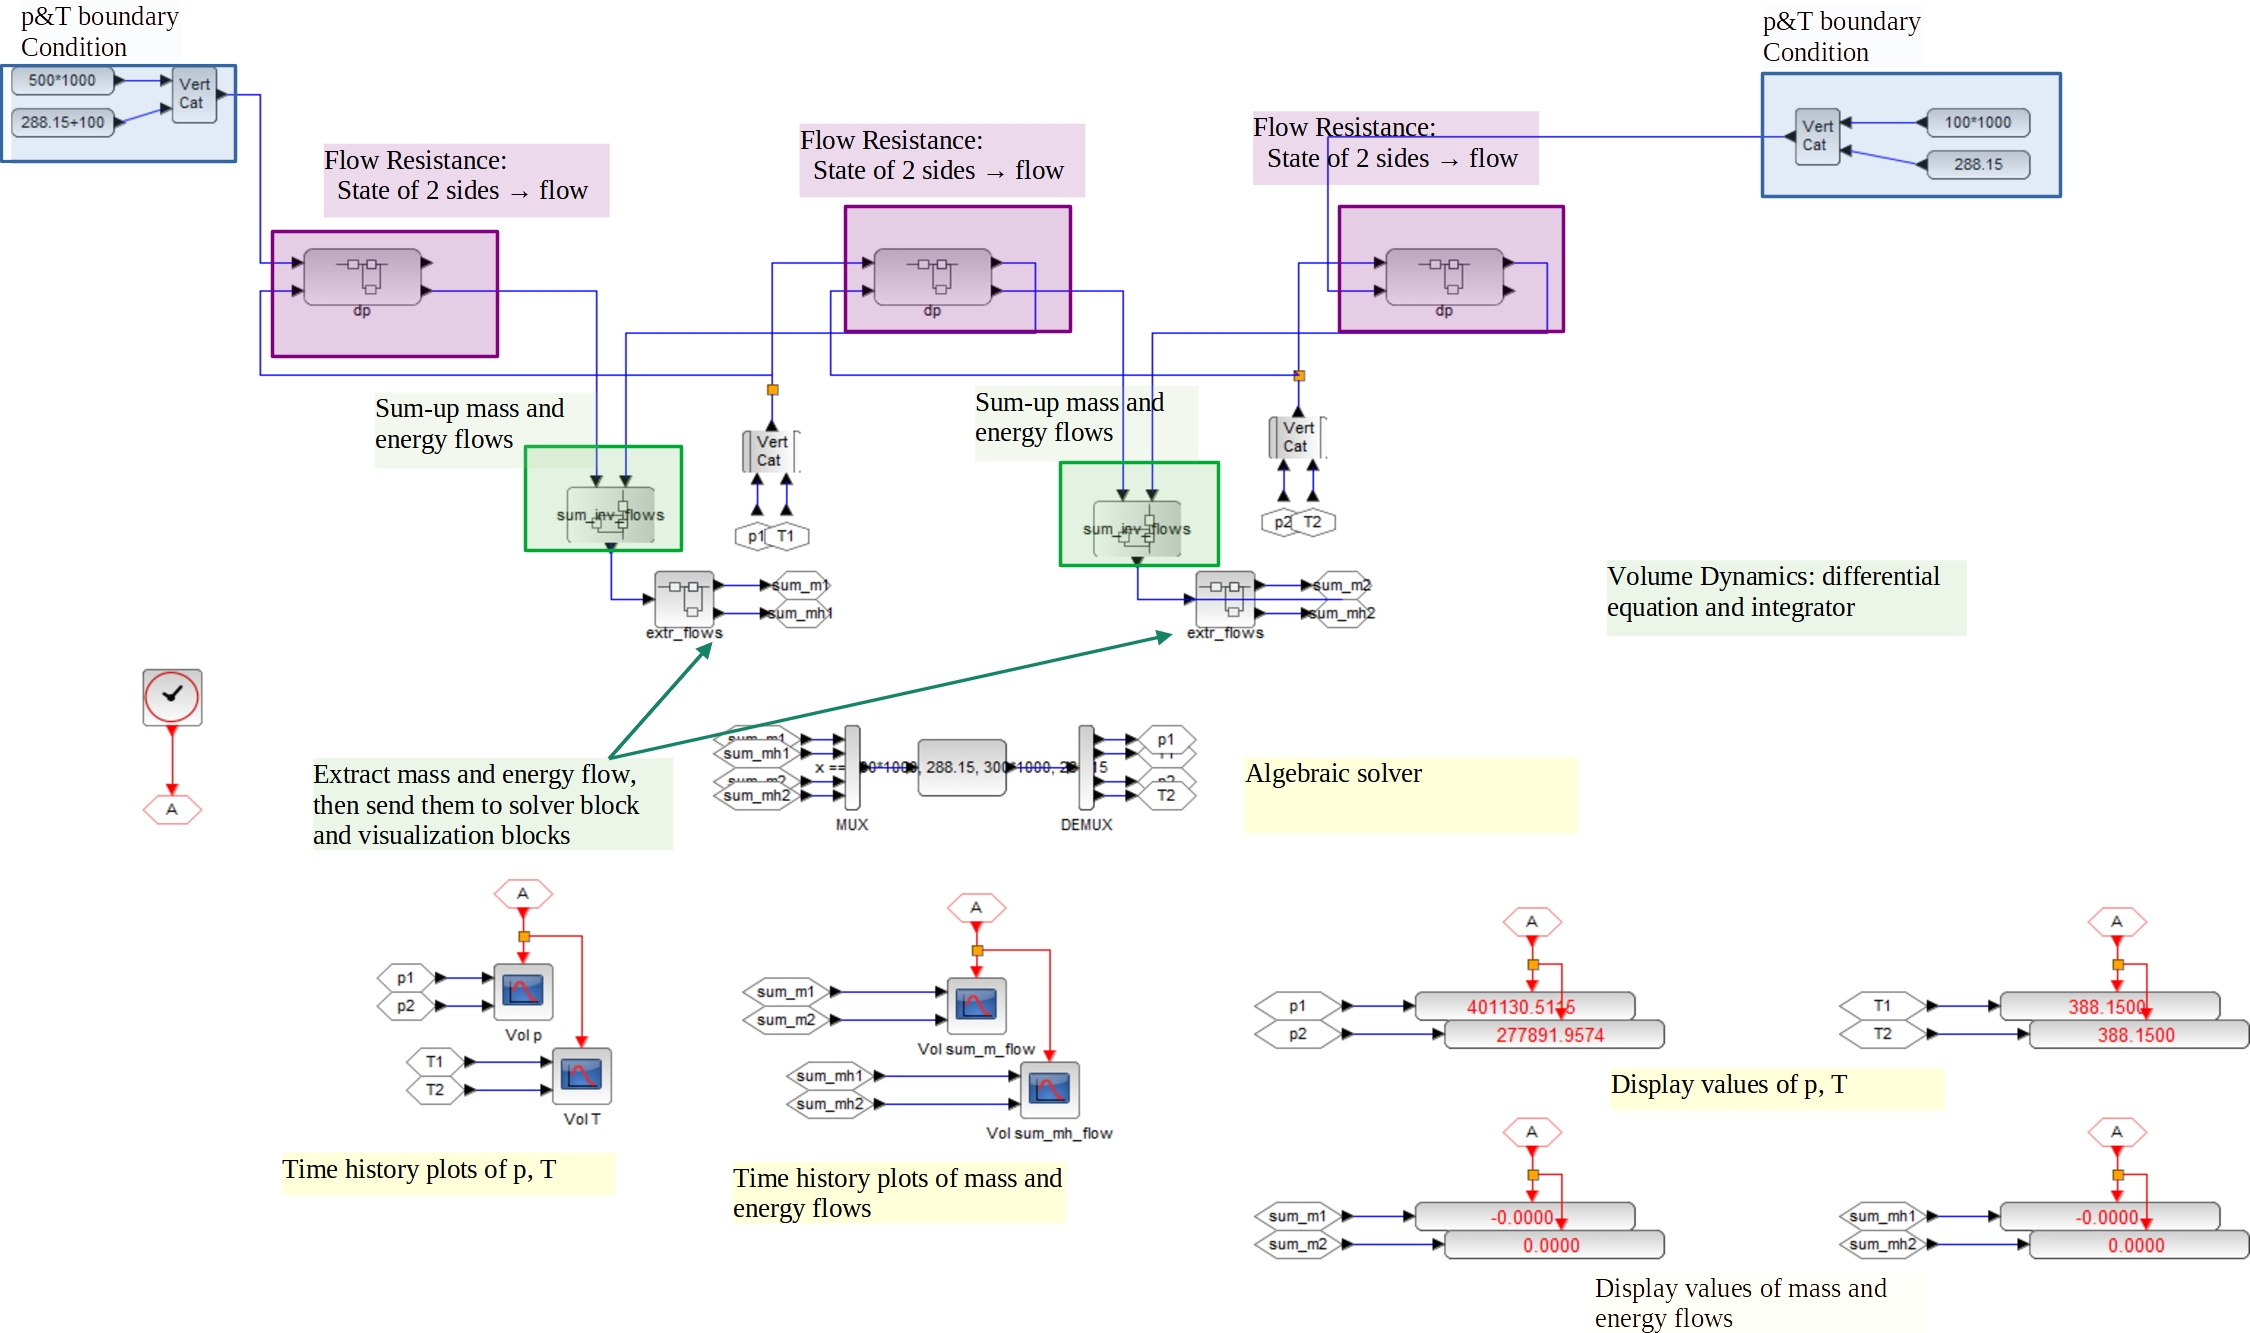 p&T boundary
Condition
500*1000
288.15+100
Vert
Cat
p&T boundary
Condition
Vert
Cat
100*1000
288.15
Flow Resistance:
State of 2 sides → flow
Flow Resistance:
State of 2 sides → flow
Flow Resistance:
State of 2 sides → flow
dp
dp
dp
Sum-up mass and
energy flows
Vert
Cat
sum_inv_flows
p1
T1
Sum-up mass and
energy flows
Vert
Cat
sum_inv_flows
p2
T2
extr_flows
sum_m1
sum_mh1
extr_flows
sum_m2
sum_mh2
Volume Dynamics: differential
equation and integrator
A
Extract mass and energy flow,
then send them to solver block
and visualization blocks
sum_m1
sum_mh1
sum_m2
sum_mh2
x == 00*1000, 288.15, 300*1000, 288.15
MUX
DEMUX
p1
p2
T2
Algebraic solver
A
p1
p2
Vol p
T1
T2
Vol T
Time history plots of p, T
A
sum_m1
sum_m2
Vol sum_m_flow
sum_mh1
sum_mh2
Vol sum_mh_flow
Time history plots of mass and
energy flows
A
p1
401130.5115
p2
277891.9574
A
T1
388.1500
T2
388.1500
Display values of p, T
A
sum_m1
-0.0000
sum_m2
0.0000
A
sum_mh1
-0.0000
sum_mh2
0.0000
Display values of mass and
energy flows